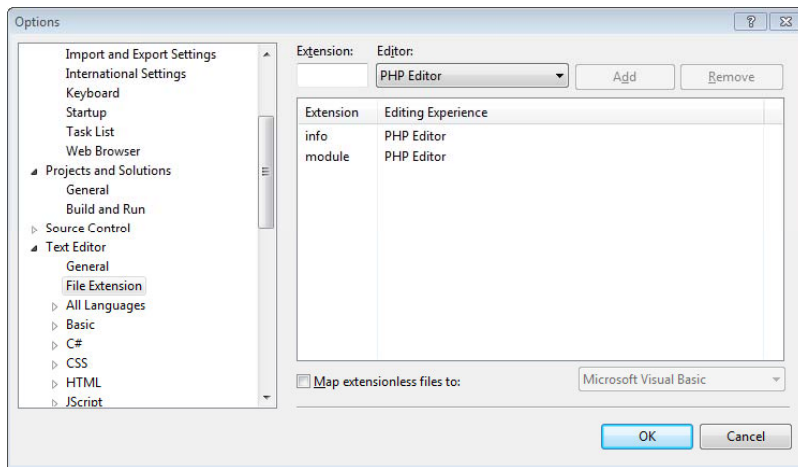 Options
Import and Export Settings
International Settings
Keyboard
Startup
Task List
Web Browser
Projects and Solutions
General
Build and Run
Source Control
Text Editor
General
File Extension
All Languages
Basic
C#
CSS
HTML
JScript
Extension: Editor:
PHP Editor Add Remove
Extension Editing Experience
info PHP Editor
module PHP Editor
Map extensionless files to: Microsoft Visual Basic
OK Cancel